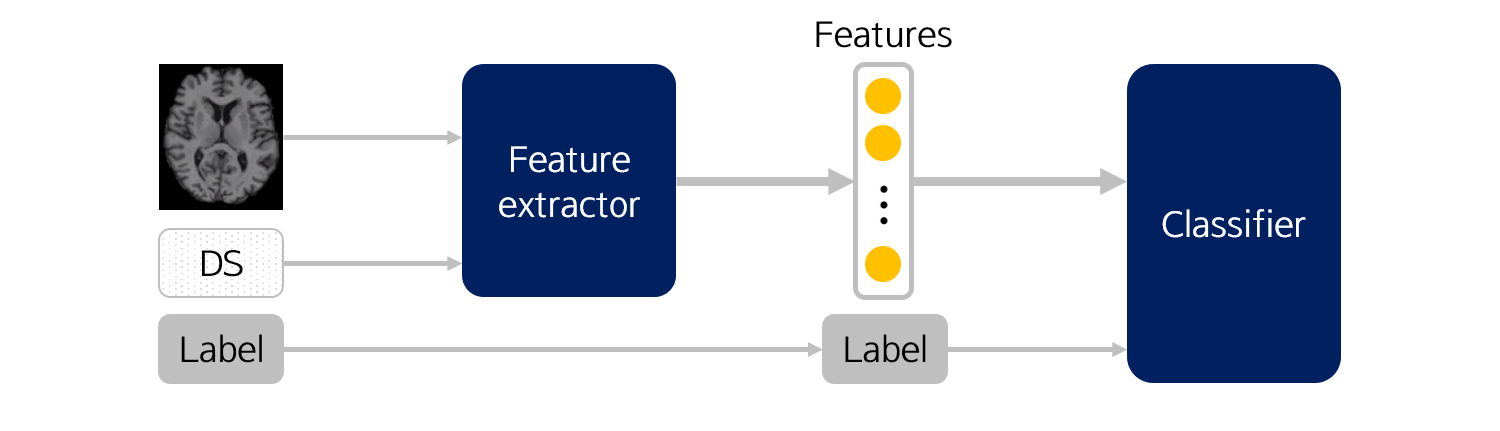 Features
Feature
extractor
DS
Classifier
Label
Label